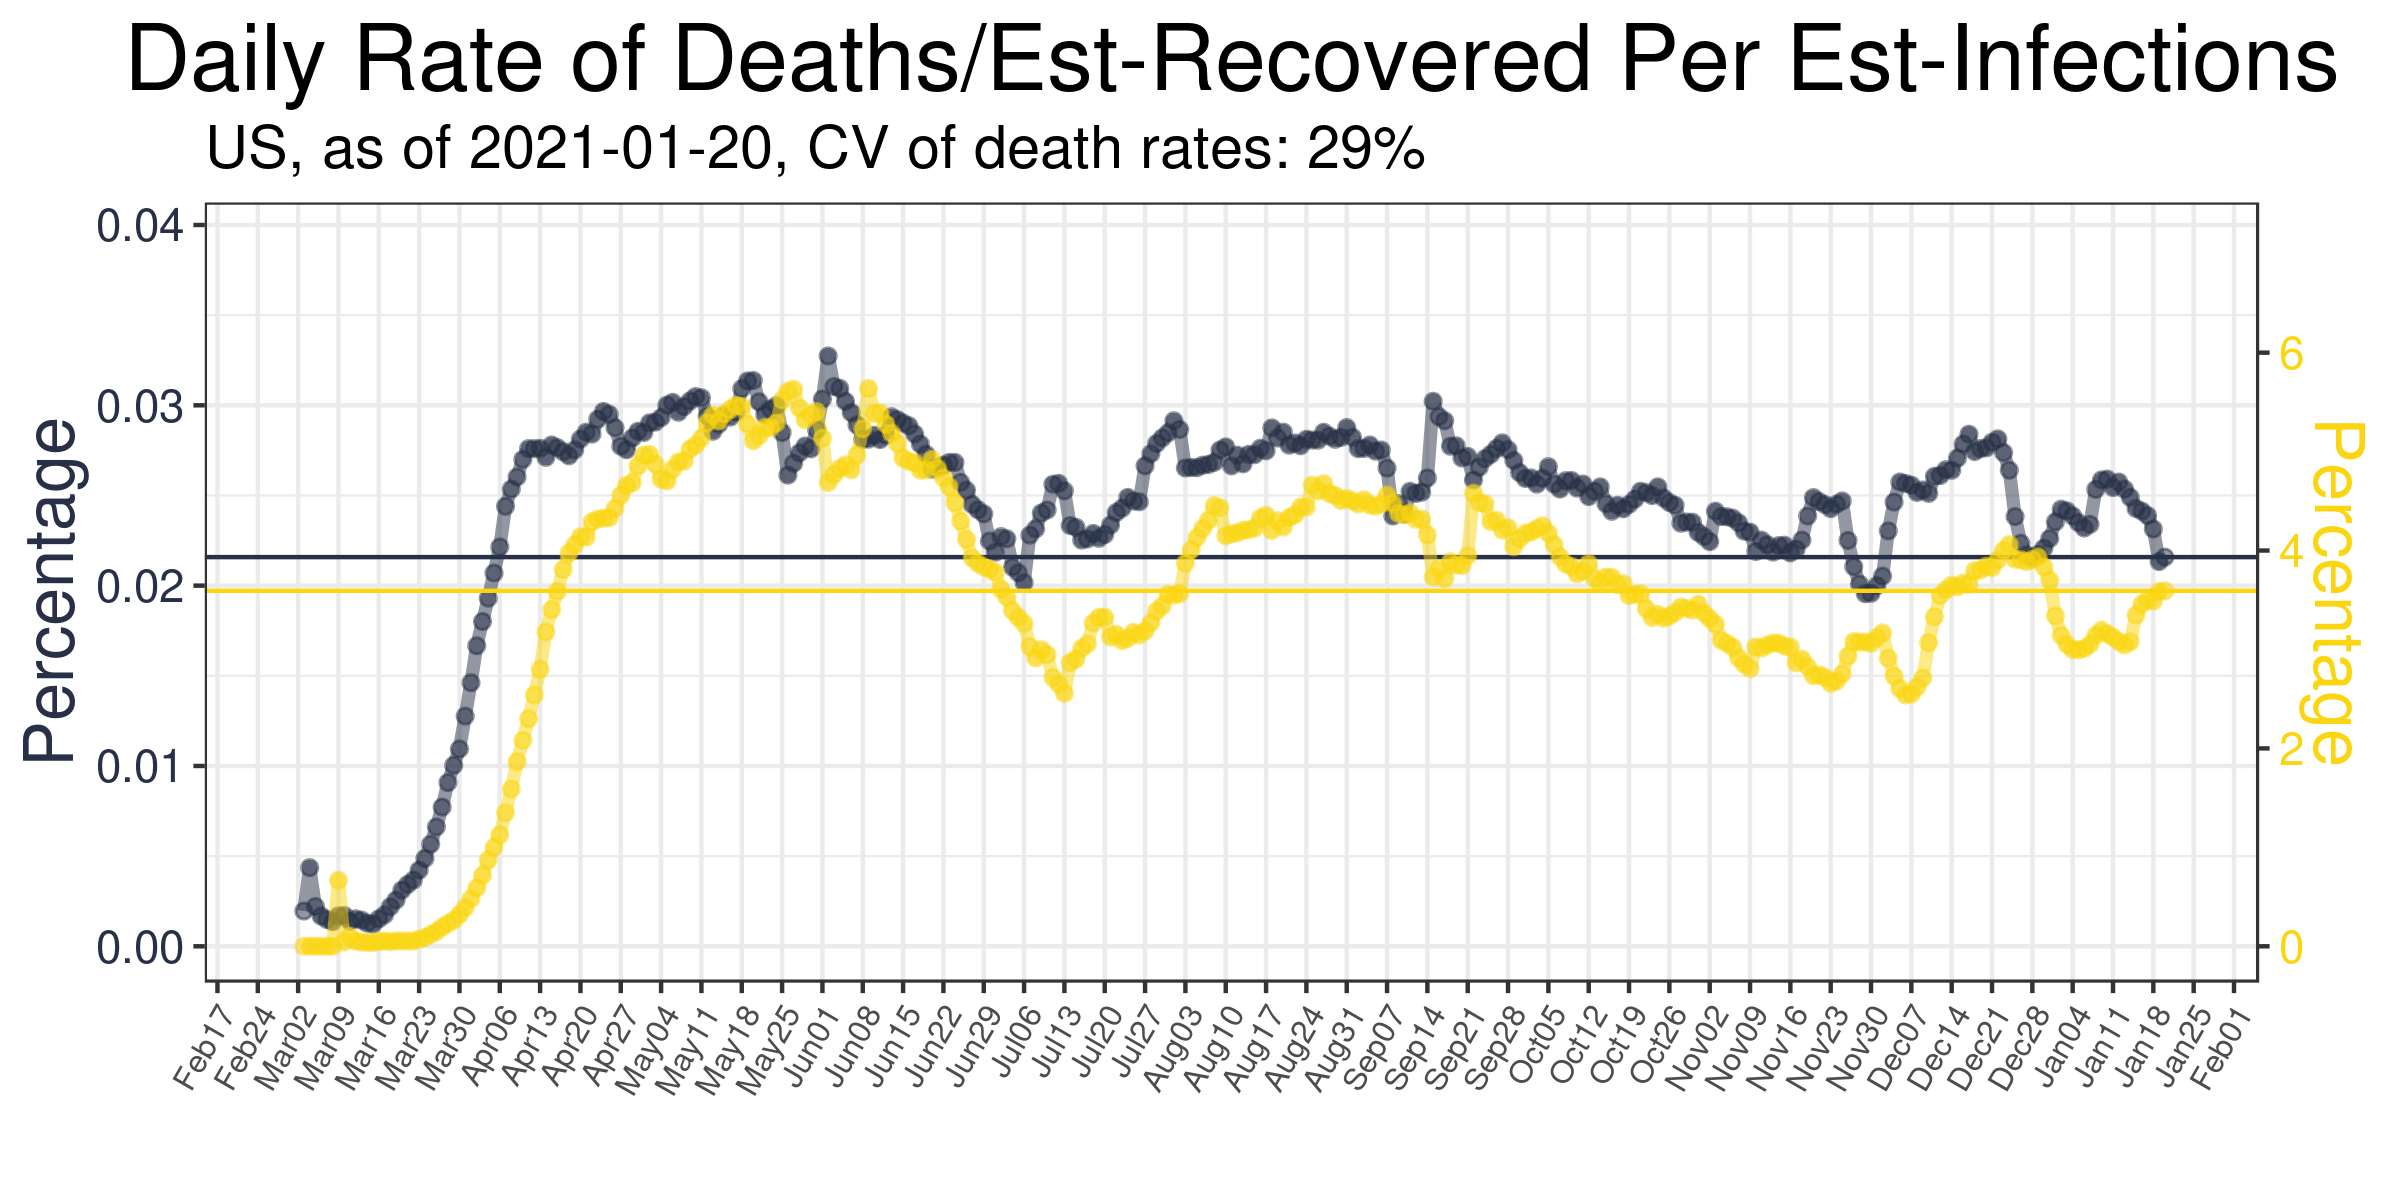 Daily Rate of Deaths/Est-Recovered Per Est-Infections
US, as of 2021-01-20, CV of death rates: 29%
Percentage
0.04
0.03
0.02
0.01
0.00
6
4
2
0
Percentage
Feb17 Feb24 Mar02 Mar09 Mar16 Mar23 Mar30 Apr06 Apr13 Apr20 Apr27 May04 May11 May18 May25 Jun01 Jun08 Jun15 Jun22 Jun29 Jul06 Jul13 Jul20 Jul27 Aug03 Aug10 Aug17 Aug24 Aug31 Sep07 Sep14 Sep21 Sep28 Oct05 Oct12 Oct19 Oct26 Nov02 Nov09 Nov16 Nov23 Nov30 Dec07 Dec14 Dec21 Dec28 Jan04 Jan11 Jan18 Jan25 Feb01